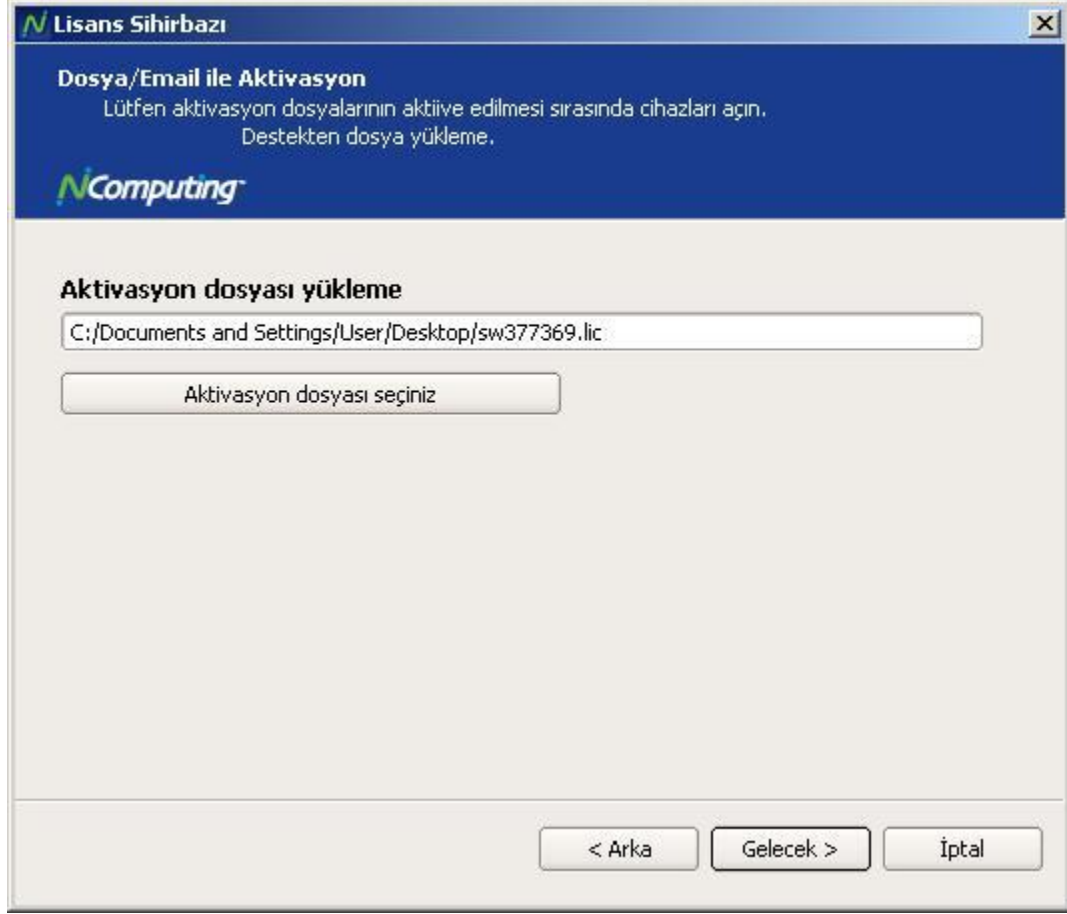 Lisans Sihirbazı
Dosya/Email ile Aktivasyon
Lütfen aktivasyon dosyalarının aktiive edilmesi sırasında cihazları açın.
Destekten dosya yükleme.
NComputing™
Aktivasyon dosyası yükleme
C:/Documents and Settings/User/Desktop/sw377369.lic
Aktivasyon dosyası seçiniz
< Arka Gelecek > İptal